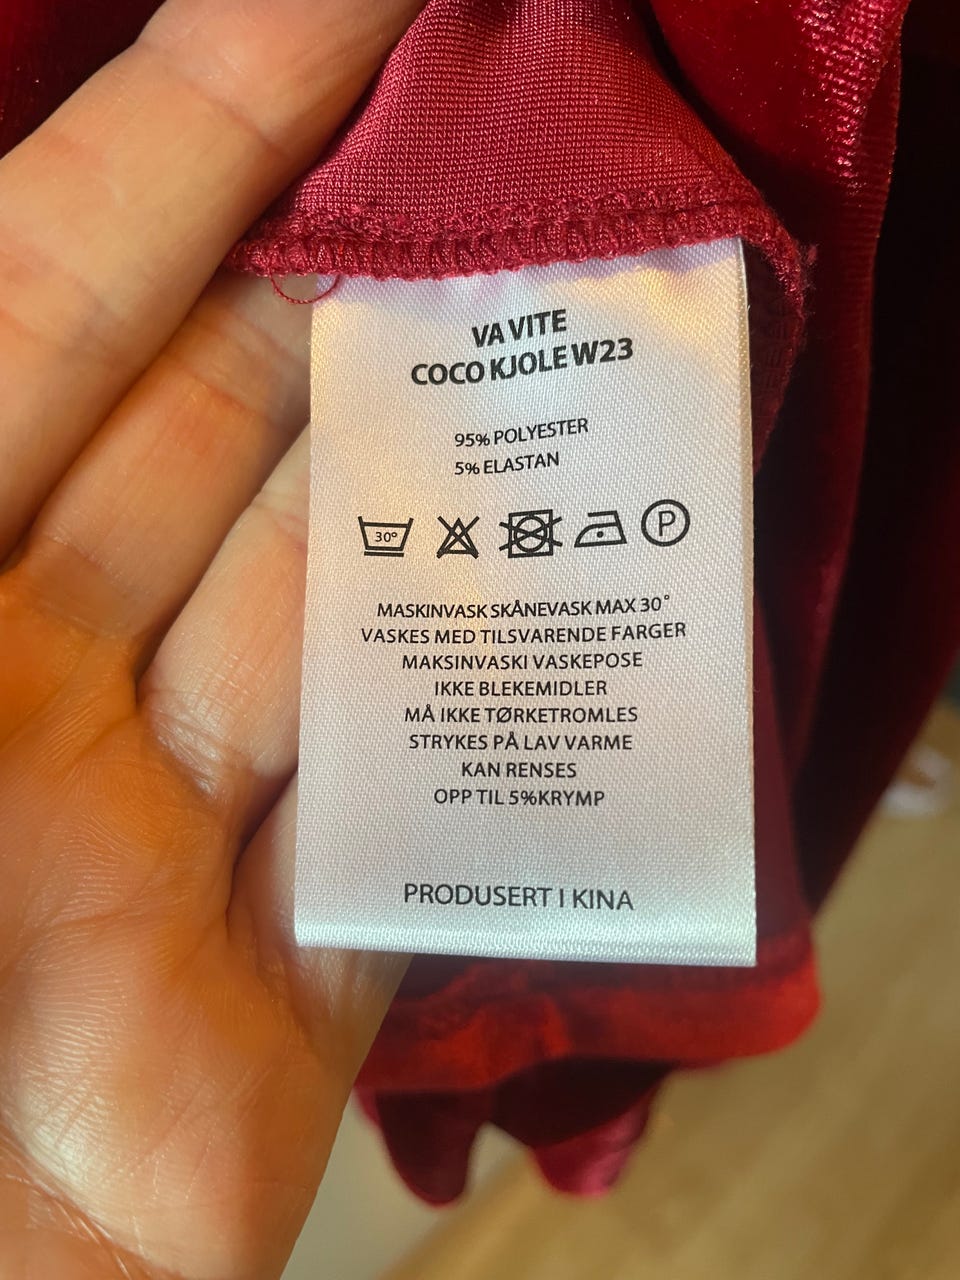 VA VITE
COCO KJOLE W23
95% POLYESTER
5% ELASTAN
30° P
MASKINVASK SKÅNEVASK MAX 30°
VASKES MED TILSVARENDE FARGER
MAKSINVASKI VASKEPOSE
IKKE BLEKEMIDLER
MÅ IKKE TØRKETROMLES
STRYKES PÅ LAV VARME
KAN RENSES
OPP TIL 5%KRYMP
PRODUSERT I KINA